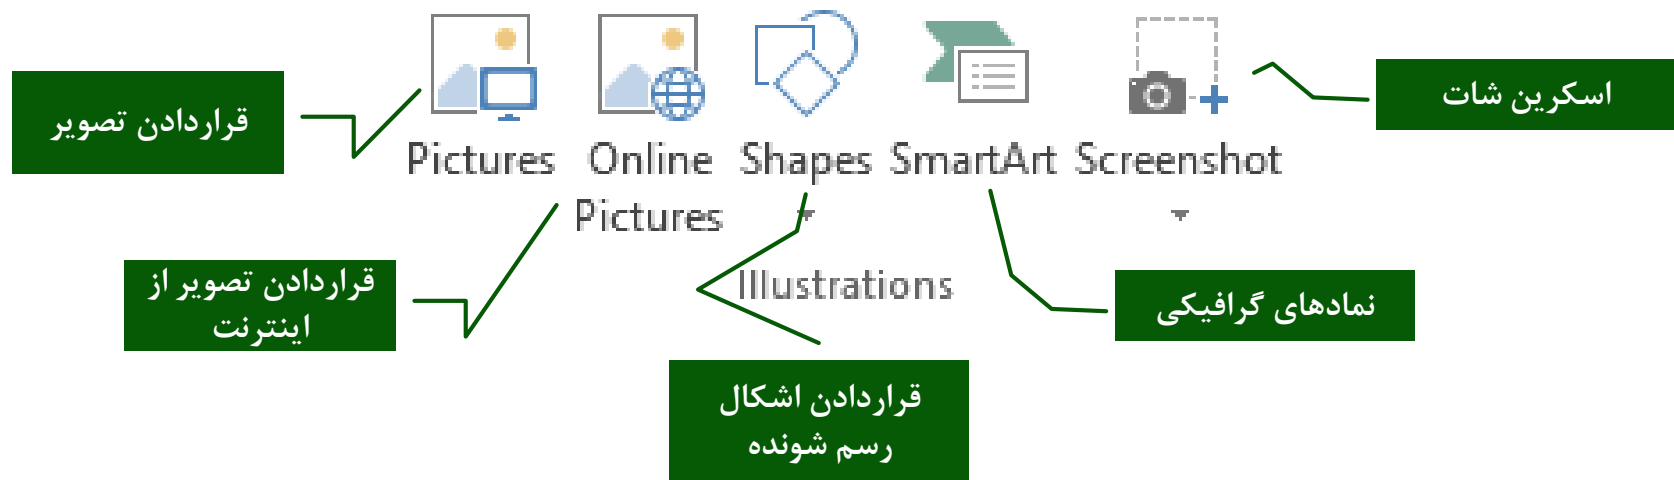 Pictures
Online
Pictures
Shapes
SmartArt
Screenshot
Illustrations
اسکرین شات
قراردادن تصویر
قراردادن تصویر از
اینترنت
نمادهای گرافیکی
قراردادن اشکال
رسم شونده